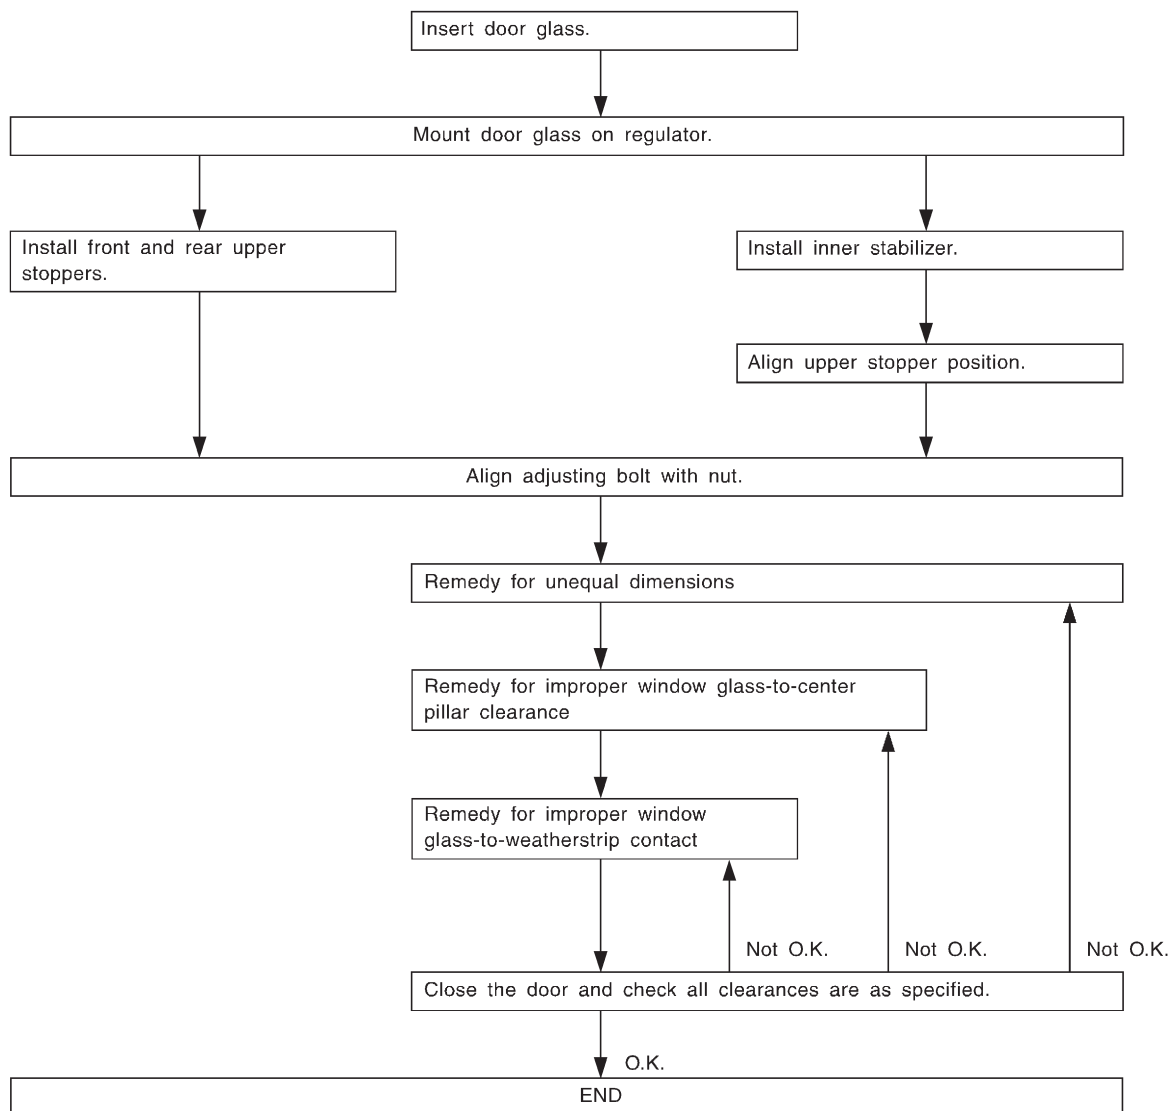 Insert door glass.
Mount door glass on regulator.
Install front and rear upper
stoppers.
Install inner stabilizer.
Align upper stopper position.
Align adjusting bolt with nut.
Remedy for unequal dimensions
Remedy for improper window glass-to-center
pillar clearance
Remedy for improper window
glass-to-weatherstrip contact
Not O.K.
Not O.K.
Not O.K.
Close the door and check all clearances are as specified.
O.K.
END